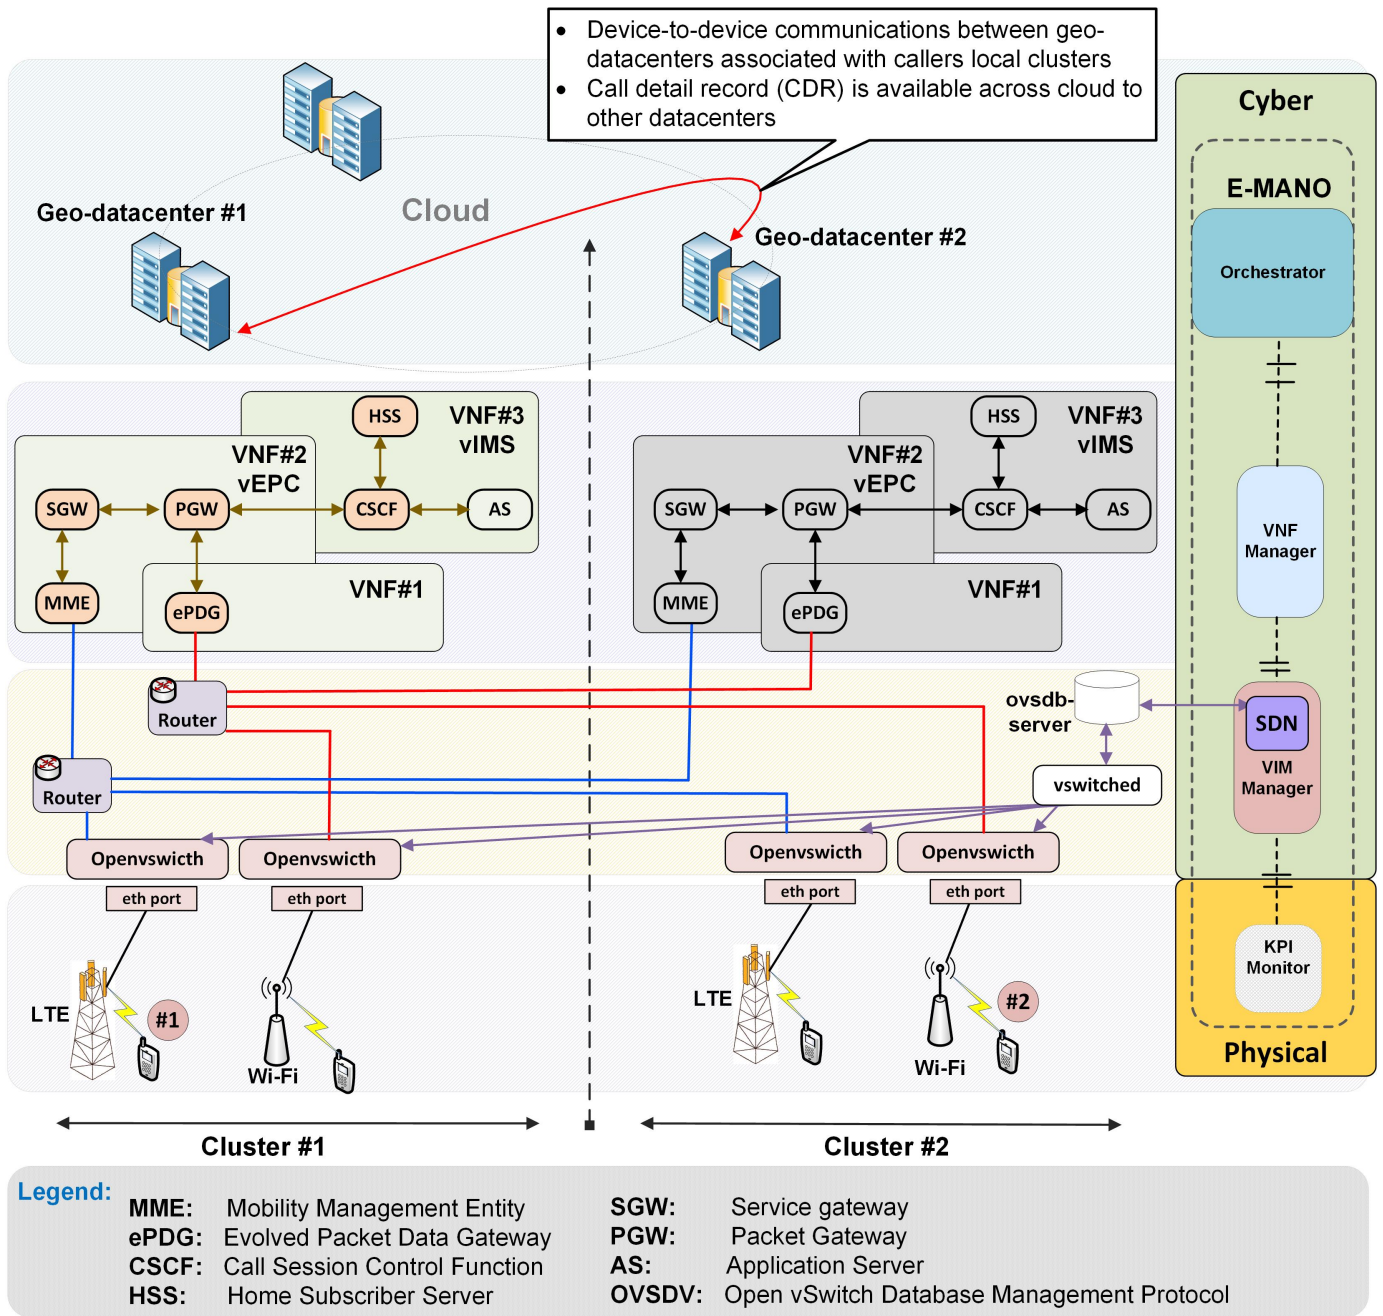 • Device-to-device communications between geo-
datacenters associated with callers local clusters
• Call detail record (CDR) is available across cloud to
other datacenters
Cyber
E-MANO
Geo-datacenter #1
Cloud
Geo-datacenter #2
Orchestrator
HSS
VNF#3
vIMS
VNF#2
vEPC
SGW
PGW
CSCF
AS
MME
ePDG
VNF#1
HSS
VNF#3
vIMS
VNF#2
vEPC
SGW
PGW
CSCF
AS
MME
ePDG
VNF#1
VNF
Manager
Router
Router
ovsdb-
server
SDN
VIM
Manager
vswitched
Openvswicth
Openvswicth
Openvswicth
Openvswicth
eth port
eth port
eth port
eth port
KPI
Monitor
LTE
#1
Wi-Fi
LTE
#2
Wi-Fi
Physical
Cluster #1
Cluster #2
Legend:
MME: Mobility Management Entity
ePDG: Evolved Packet Data Gateway
CSCF: Call Session Control Function
HSS: Home Subscriber Server
SGW: Service gateway
PGW: Packet Gateway
AS: Application Server
OVSDV: Open vSwitch Database Management Protocol